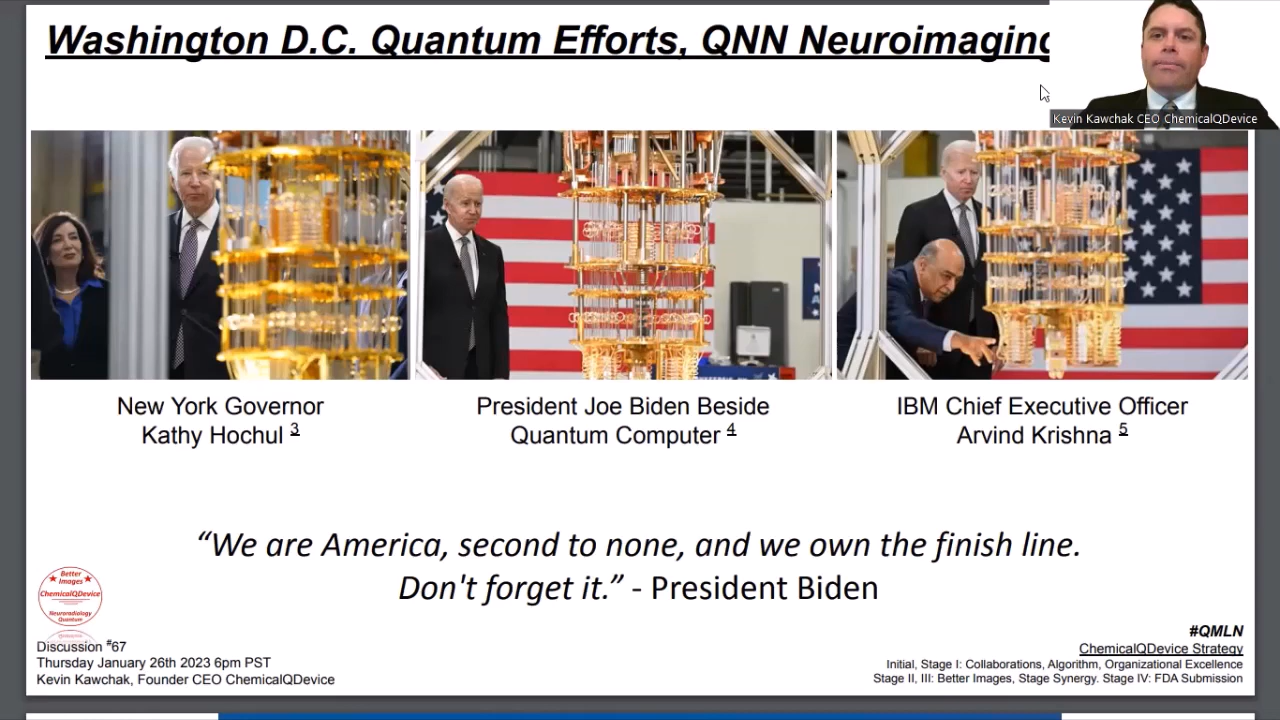 Washington D.C. Quantum Efforts, QNN Neuroimaging
Kevin Kawchak CEO ChemicalQDevice
New York Governor
Kathy Hochul 3
President Joe Biden Beside
Quantum Computer 4
IBM Chief Executive Officer
Arvind Krishna 5
“We are America, second to none, and we own the finish line.
Don't forget it.” - President Biden
Better
Images
ChemicalQDevice
Neuroradiology
Quantum
Discussion #67
Thursday January 26th 2023 6pm PST
Kevin Kawchak, Founder CEO ChemicalQDevice
#QMLN
ChemicalQDevice Strategy
Initial, Stage I: Collaborations, Algorithm, Organizational Excellence
Stage II, III: Better Images, Stage Synergy. Stage IV: FDA Submission